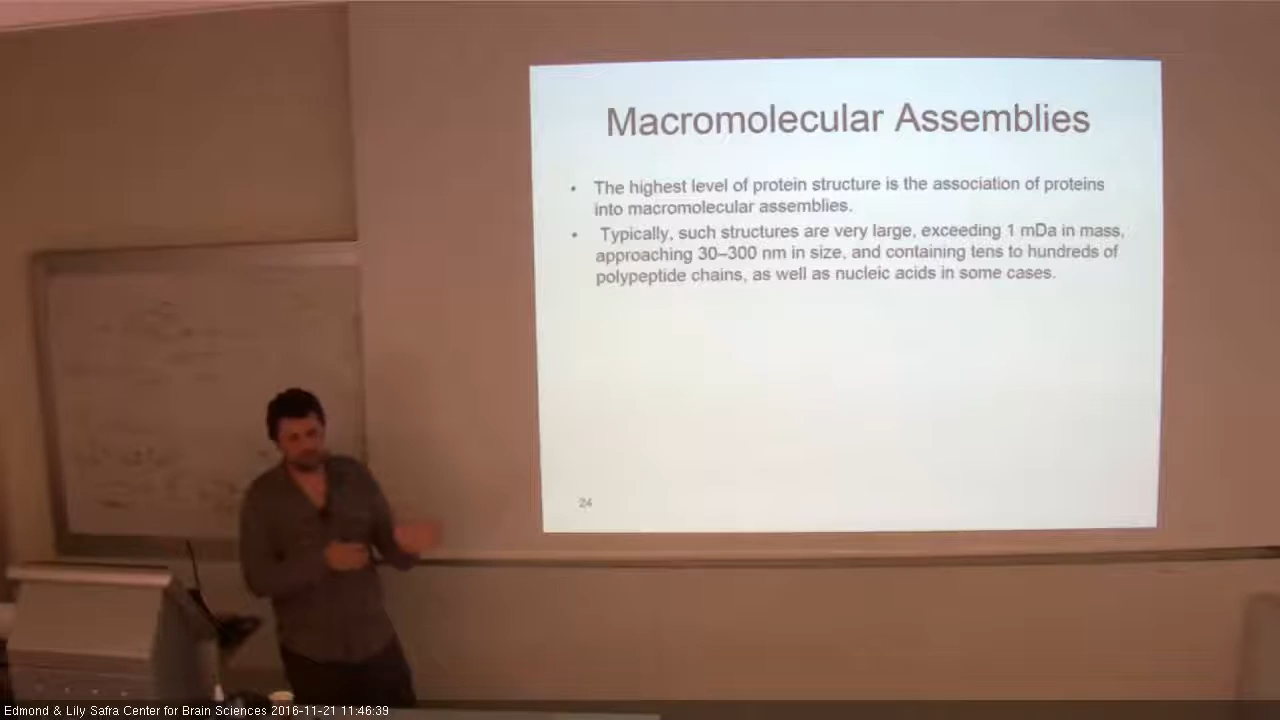 Macromolecular Assemblies
• The highest level of protein structure is the association of proteins
into macromolecular assemblies.
• Typically, such structures are very large, exceeding 1 mDa in mass,
approaching 30–300 nm in size, and containing tens to hundreds of
polypeptide chains, as well as nucleic acids in some cases.
24
Edmond & Lily Safra Center for Brain Sciences 2016-11-21 11:46:39